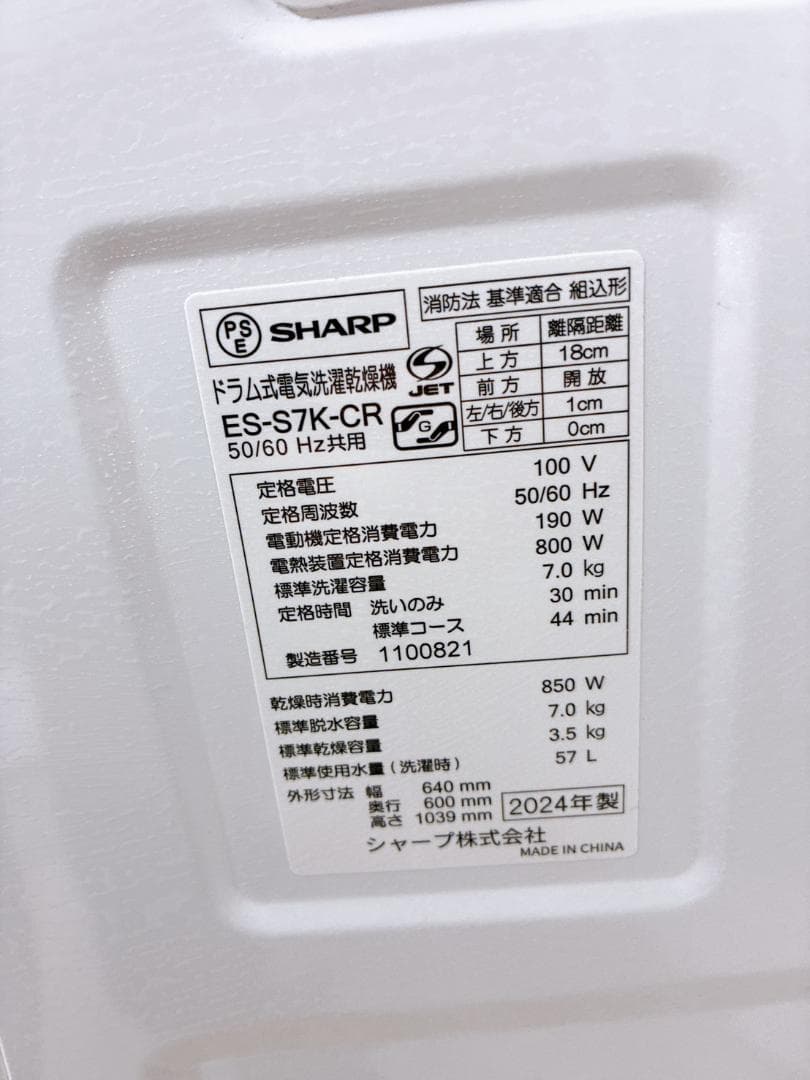 PSE SHARP
消防法 基準適合 組込形
場所 離隔距離
上方 18cm
前方 開放
左/右/後方 1cm
下方 0cm
ドラム式電気洗濯乾燥機
S JET
ES-S7K-CR
G
50/60 Hz共用
定格電圧 100 V
定格周波数 50/60 Hz
電動機定格消費電力 190 W
電熱装置定格消費電力 800 W
標準洗濯容量 7.0 kg
定格時間 洗いのみ 30 min
標準コース 44 min
製造番号 1100821
乾燥時消費電力 850 W
標準脱水容量 7.0 kg
標準乾燥容量 3.5 kg
標準使用水量(洗濯時) 57 L
外形寸法 幅 640 mm
奥行 600 mm
高さ 1039 mm
2024年製
シャープ株式会社
MADE IN CHINA